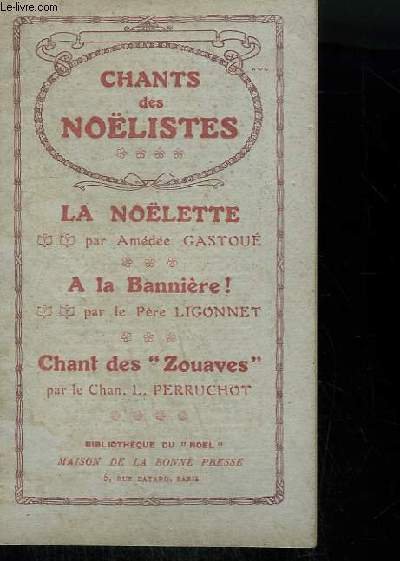 Le-livre.com
CHANTS
des
NOËLISTES
LA NOËLETTE
par Amédée GASTOUÉ
A la Bannière!
par le Père LIGONNET
Chant des "Zouaves"
par le Chan. L. PERRUCHOT
BIBLIOTHÈQUE DU "NOEL"
MAISON DE LA BONNE PRESSE
5, RUE BAYARD, PARIS